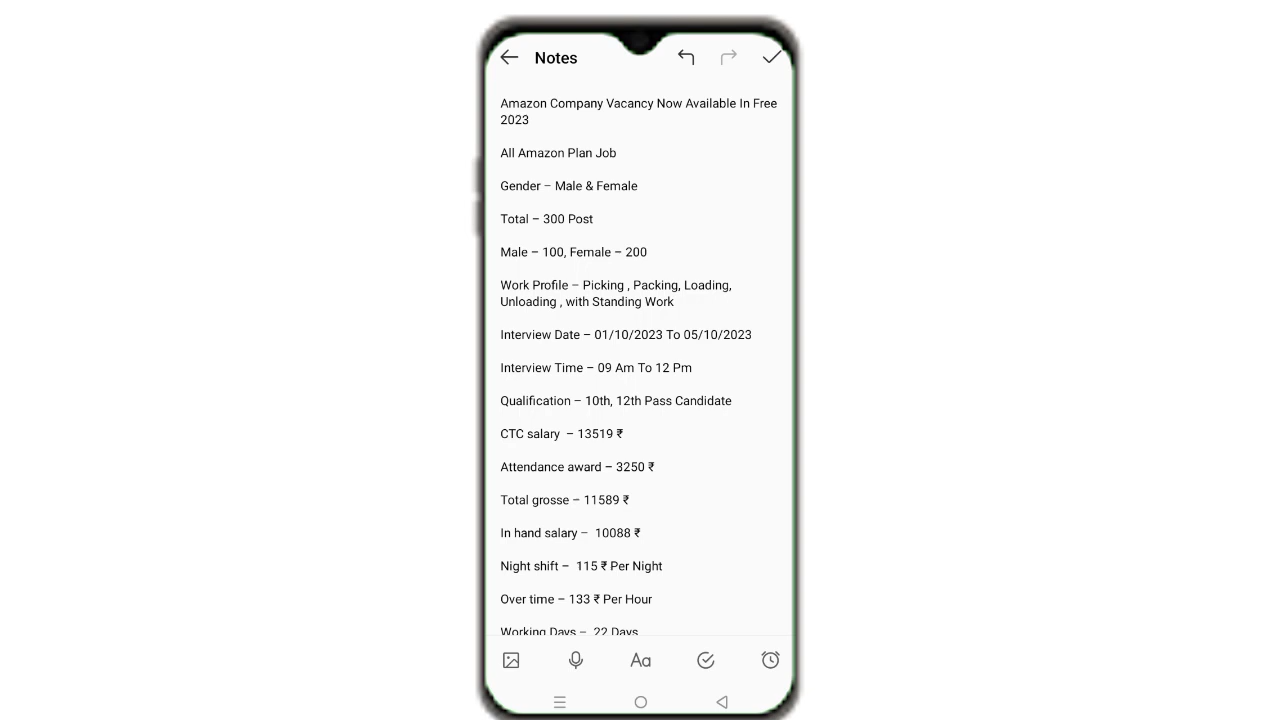 Notes
Amazon Company Vacancy Now Available In Free
2023
All Amazon Plan Job
Gender – Male & Female
Total – 300 Post
Male – 100, Female – 200
Work Profile – Picking , Packing, Loading,
Unloading , with Standing Work
Interview Date – 01/10/2023 To 05/10/2023
Interview Time – 09 Am To 12 Pm
Qualification – 10th, 12th Pass Candidate
CTC salary  – 13519 ₹
Attendance award – 3250 ₹
Total grosse – 11589 ₹
In hand salary –  10088 ₹
Night shift –  115 ₹ Per Night
Over time – 133 ₹ Per Hour
Working Days –  22 Days
Aa